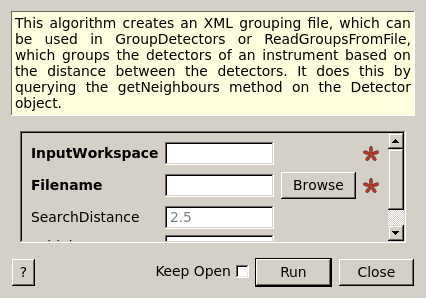 This algorithm creates an XML grouping file, which can
be used in GroupDetectors or ReadGroupsFromFile,
which groups the detectors of an instrument based on
the distance between the detectors. It does this by
querying the getNeighbours method on the Detector
object.
InputWorkspace
Filename Browse
SearchDistance 2.5
? Keep Open Run Close